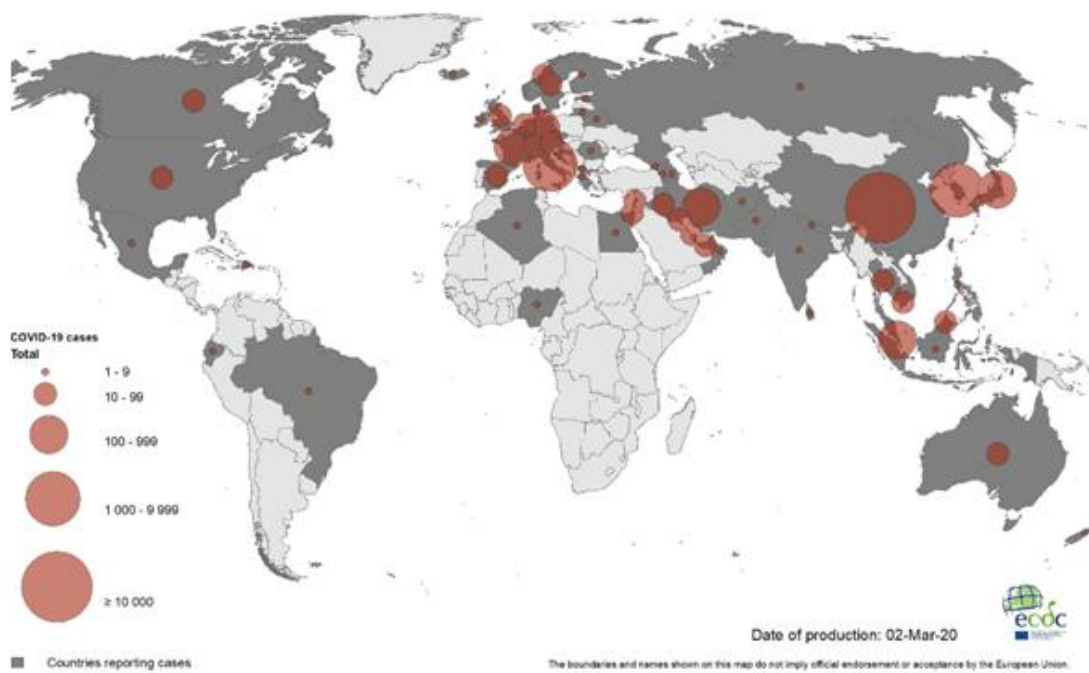 COVID-19 cases
Total
1 - 9
10 - 99
100 - 999
1 000 - 9 999
≥ 10 000
Countries reporting cases
ecdc
Date of production: 02-Mar-20
The boundaries and names shown on this map do not imply official endorsement or acceptance by the European Union.